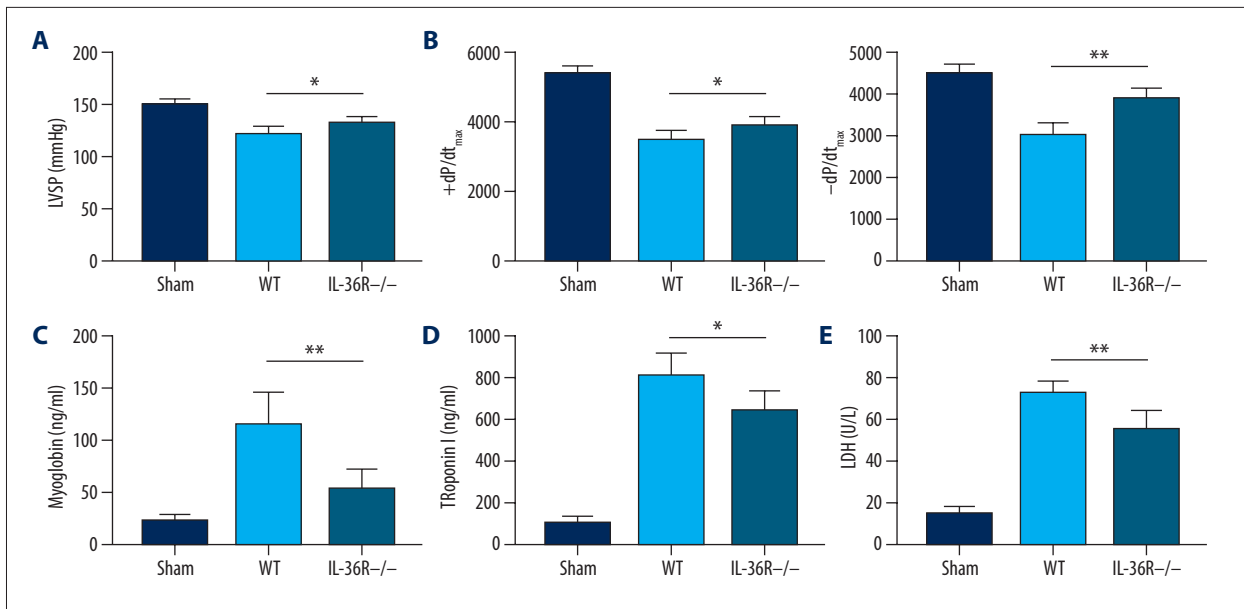 A
LVSP (mmHg)
200
150
100
50
0
*
Sham WT IL-36R–/–
B
+dP/dtmax
6000
4000
2000
0
*
Sham WT IL-36R–/–
–dP/dtmax
5000
4000
3000
2000
1000
0
**
Sham WT IL-36R–/–
C
Myoglobin (ng/ml)
200
150
100
50
0
**
Sham WT IL-36R–/–
D
TRoponin I (ng/ml)
1000
800
600
400
200
0
*
Sham WT IL-36R–/–
E
LDH (U/L)
100
80
60
40
20
0
**
Sham WT IL-36R–/–